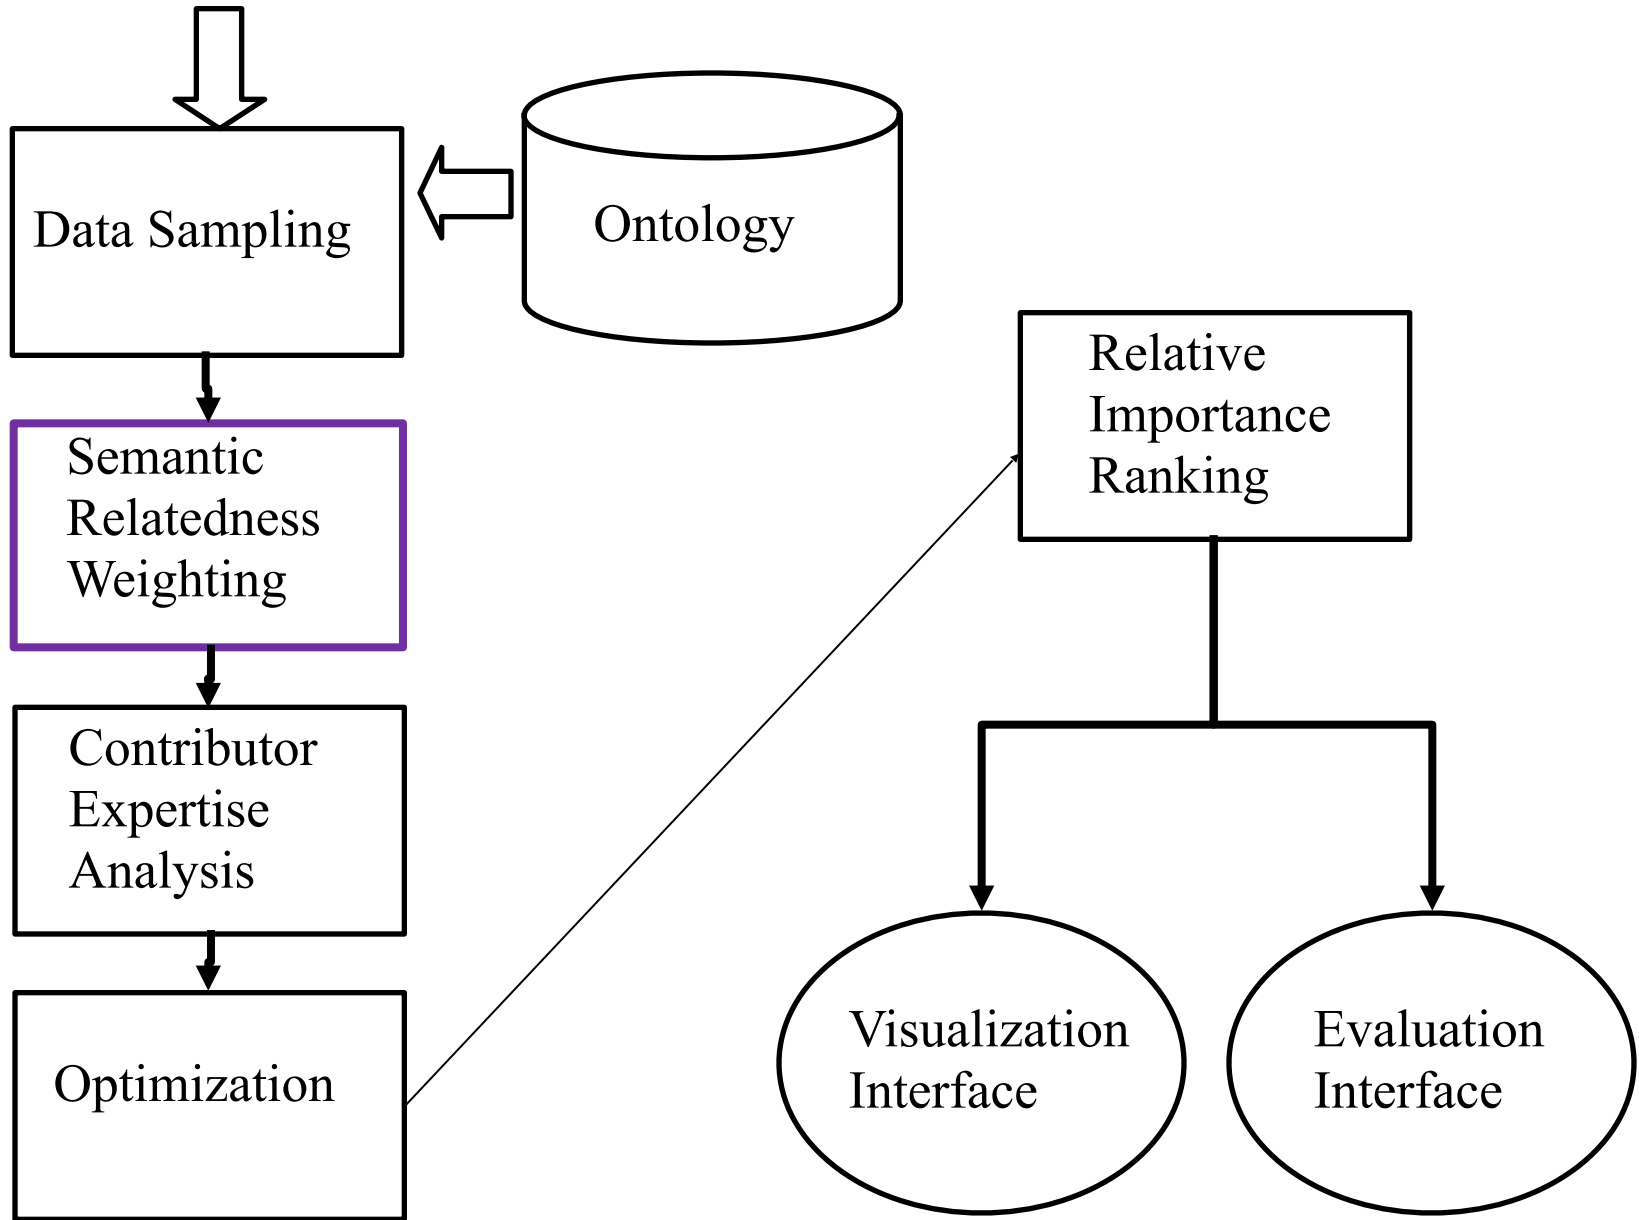 Data Sampling
Ontology
Semantic
Relatedness
Weighting
Contributor
Expertise
Analysis
Optimization
Relative
Importance
Ranking
Visualization
Interface
Evaluation
Interface